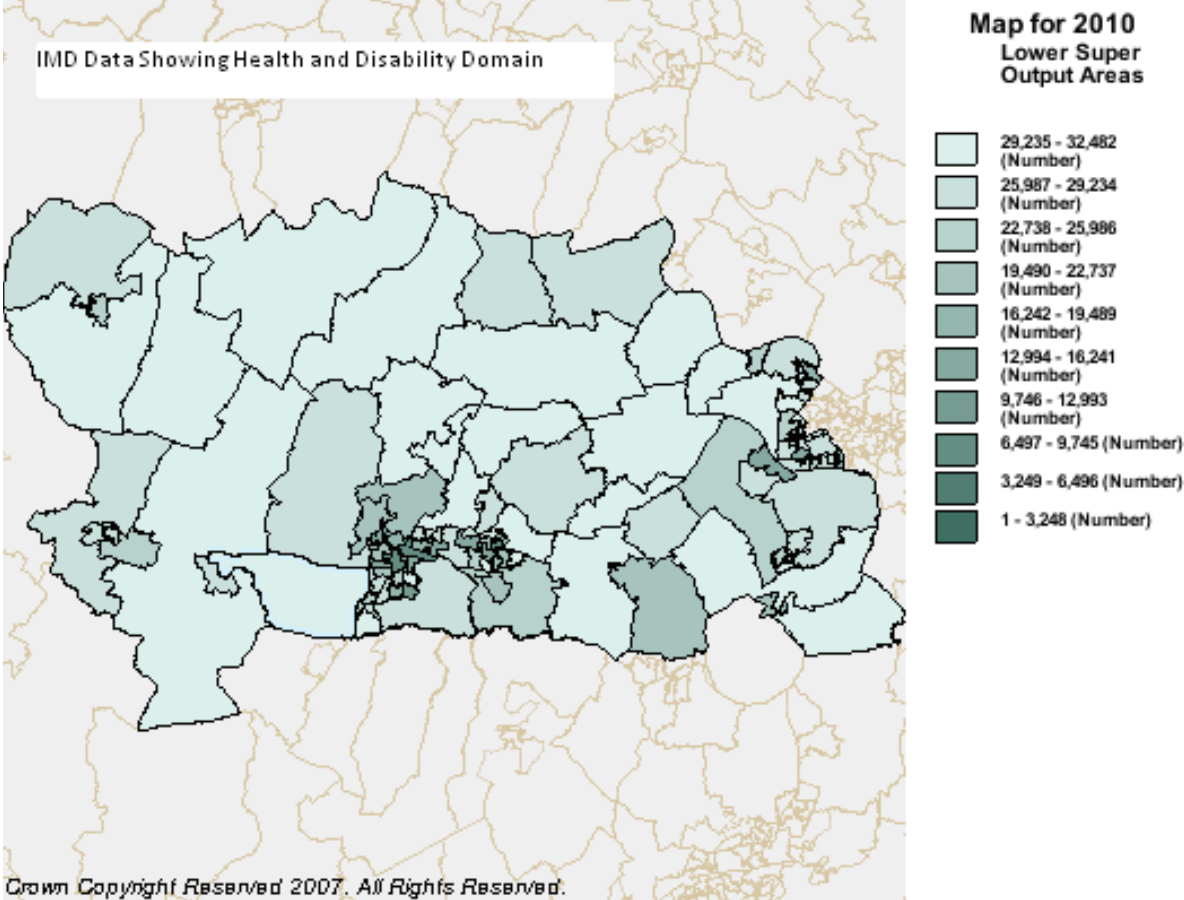 IMD Data Showing Health and Disability Domain
Map for 2010
Lower Super
Output Areas
29,235 - 32,482
(Number)
25,987 - 29,234
(Number)
22,738 - 25,986
(Number)
19,490 - 22,737
(Number)
16,242 - 19,489
(Number)
12,994 - 16,241
(Number)
9,746 - 12,993
(Number)
6,497 - 9,745 (Number)
3,249 - 6,496 (Number)
1 - 3,248 (Number)
Crown Copyright Reserved 2007. All Rights Reserved.